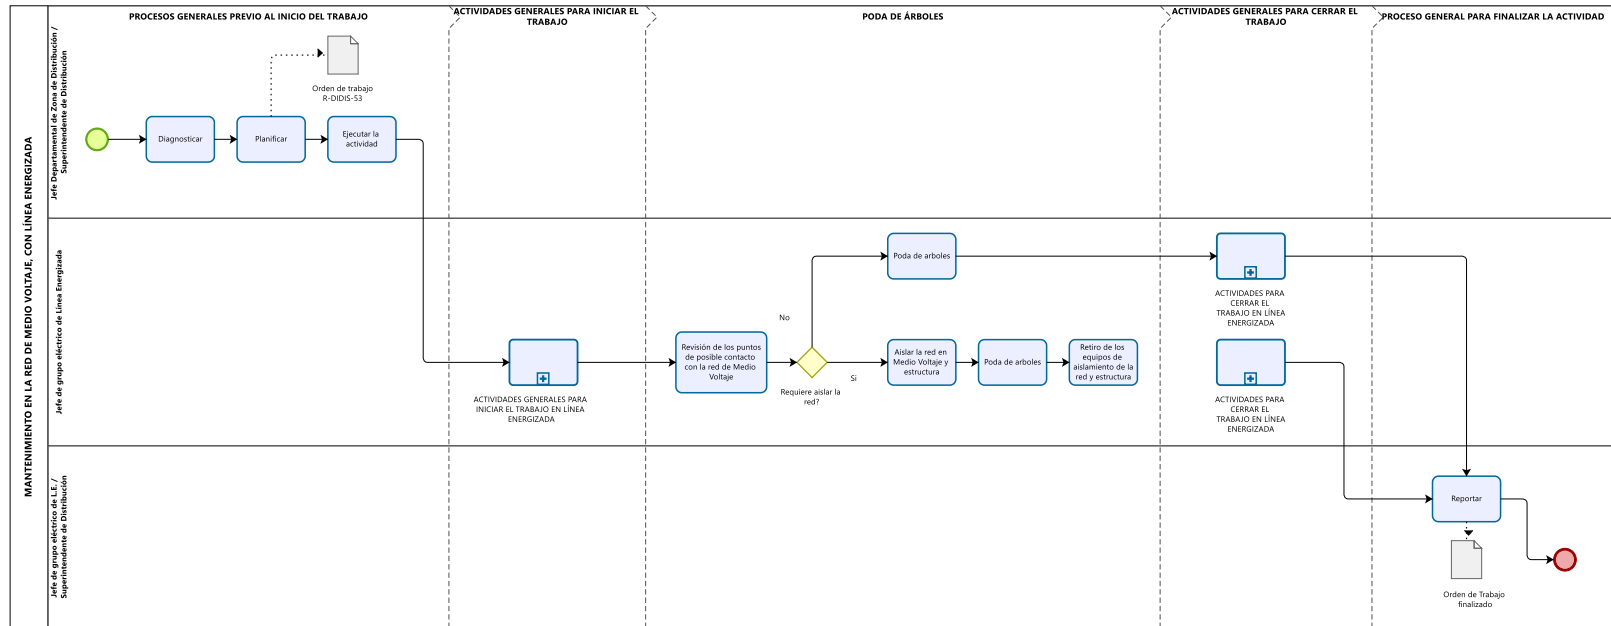 MANTENIMIENTO EN LA RED DE MEDIO VOLTAJE, CON LÍNEA ENERGIZADA
PROCESOS GENERALES PREVIO AL INICIO DEL TRABAJO
ACTIVIDADES GENERALES PARA INICIAR EL
TRABAJO
PODA DE ÁRBOLES
ACTIVIDADES GENERALES PARA CERRAR EL
TRABAJO
PROCESO GENERAL PARA FINALIZAR LA ACTIVIDAD
Jefe Departamental de Zona de Distribución /
Superintendente de Distribución
Orden de trabajo
R-DIDIS-53
Diagnosticar
Planificar
Ejecutar la
actividad
Jefe de grupo eléctrico de Línea Energizada
ACTIVIDADES GENERALES PARA
INICIAR EL TRABAJO EN LÍNEA
ENERGIZADA
Revisión de los puntos
de posible contacto
con la red de Medio
Voltaje
Requiere aislar la
red?
No
Poda de arboles
Si
Aislar la red en
Medio Voltaje y
estructura
Poda de arboles
Retiro de los
equipos de
aislamiento de la
red y estructura
ACTIVIDADES PARA
CERRAR EL
TRABAJO EN LÍNEA
ENERGIZADA
ACTIVIDADES PARA
CERRAR EL
TRABAJO EN LÍNEA
ENERGIZADA
Jefe de grupo eléctrico de L.E. /
Superintendente de Distribución
Reportar
Orden de Trabajo
finalizado